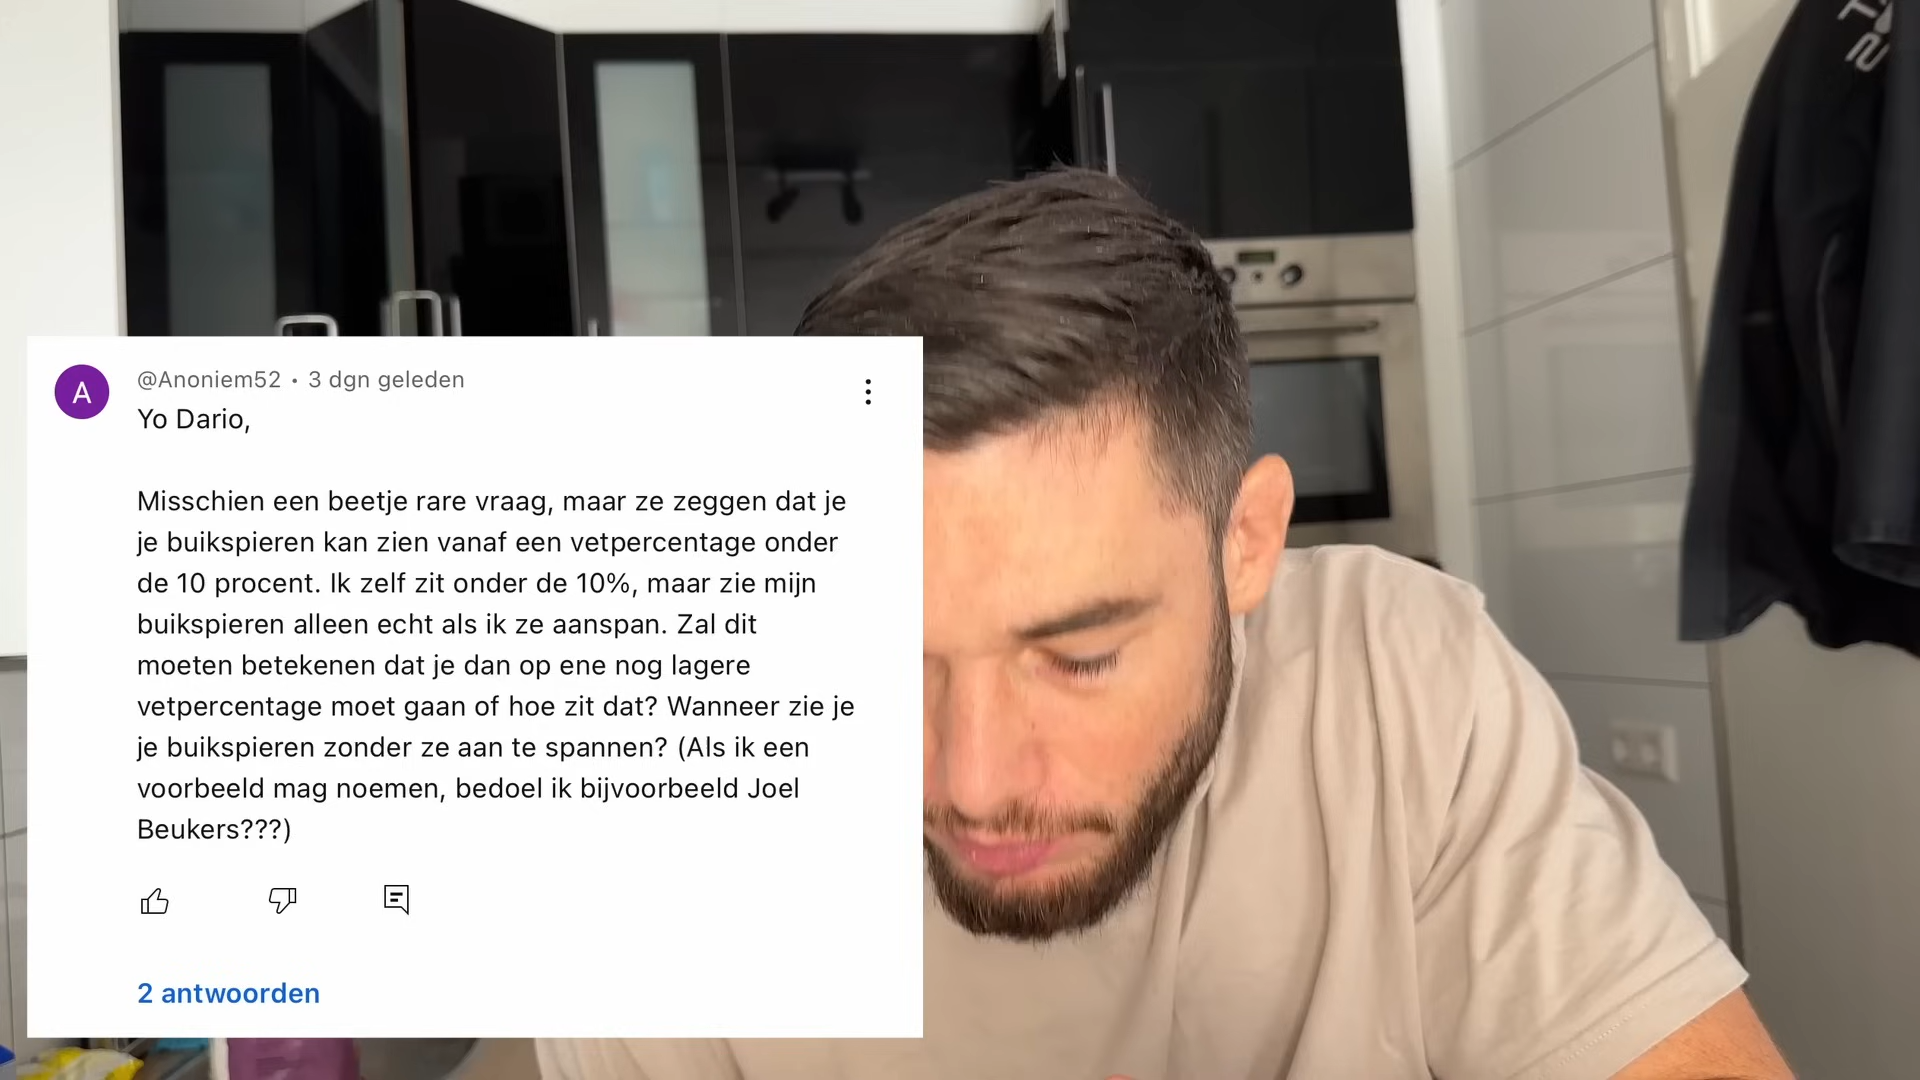 A
@Anoniem52 • 3 dgn geleden
Yo Dario,
Misschien een beetje rare vraag, maar ze zeggen dat je
je buikspieren kan zien vanaf een vetpercentage onder
de 10 procent. Ik zelf zit onder de 10%, maar zie mijn
buikspieren alleen echt als ik ze aanspan. Zal dit
moeten betekenen dat je dan op ene nog lagere
vetpercentage moet gaan of hoe zit dat? Wanneer zie je
je buikspieren zonder ze aan te spannen? (Als ik een
voorbeeld mag noemen, bedoel ik bijvoorbeeld Joel
Beukers???)
2 antwoorden